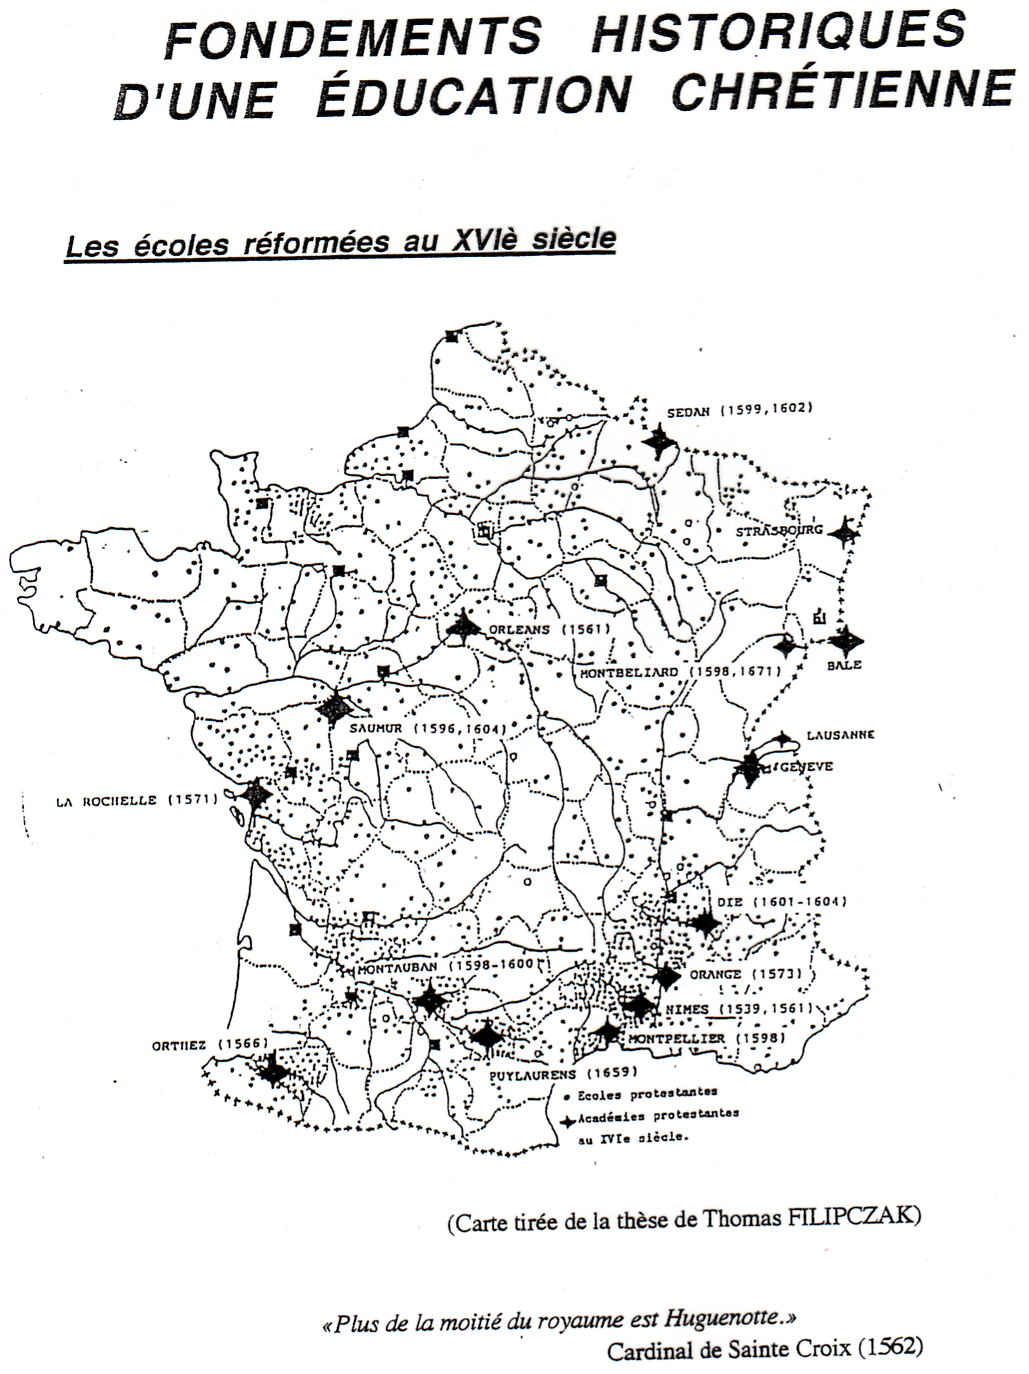 FONDEMENTS HISTORIQUES
D'UNE ÉDUCATION CHRÉTIENNE
Les écoles réformées au XVIè siècle
SEDAN (1599,1602)
STRASBOURG
ORLEANS (1561)
MONTBELIARD (1598,1671)
BALE
SAUMUR (1596,1604)
LAUSANNE
GENEVE
LA ROCHELLE (1571)
DIE (1601-1604)
MONTAUBAN (1598-1600)
ORANGE (1573)
NIMES (1539,1561)
ORTHEZ (1566)
MONTPELLIER (1598)
PUYLAURENS (1659)
Ecoles protestantes
Académies protestantes
au XVIe siècle.
(Carte tirée de la thèse de Thomas FILIPCZAK)
«Plus de la moitié du royaume est Huguenotte.»
Cardinal de Sainte Croix (1562)